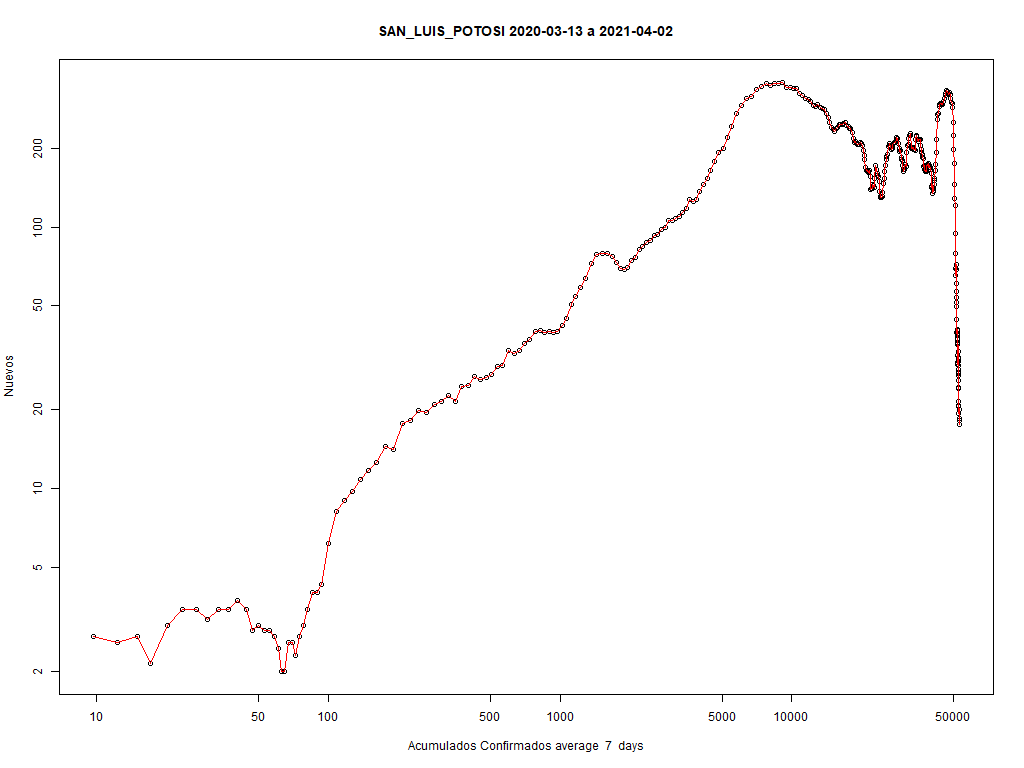 SAN_LUIS_POTOSI 2020-03-13 a 2021-04-02
Nuevos
200
100
50
20
10
5
2
10 50 100 500 1000 5000 10000 50000
Acumulados Confirmados average 7 days